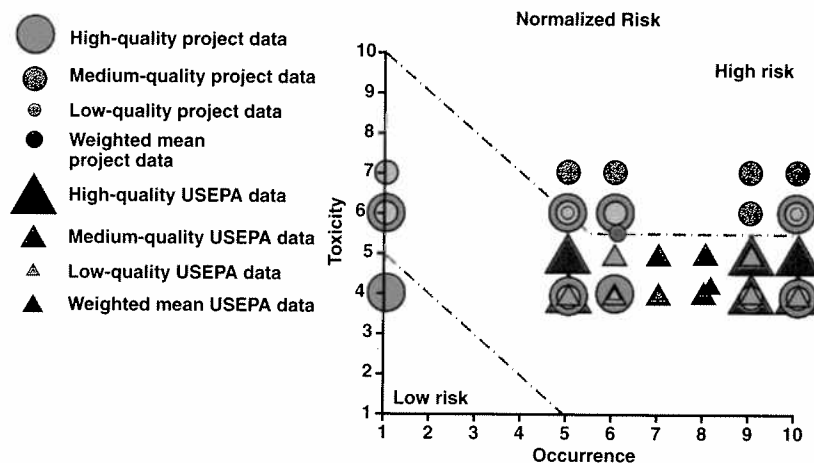 Normalized Risk
High-quality project data
Medium-quality project data
Low-quality project data
Weighted mean
project data
High-quality USEPA data
Medium-quality USEPA data
Low-quality USEPA data
Weighted mean USEPA data
High risk
Low risk
Toxicity
10
9
8
7
6
5
4
3
2
1
1 2 3 4 5 6 7 8 9 10
Occurrence